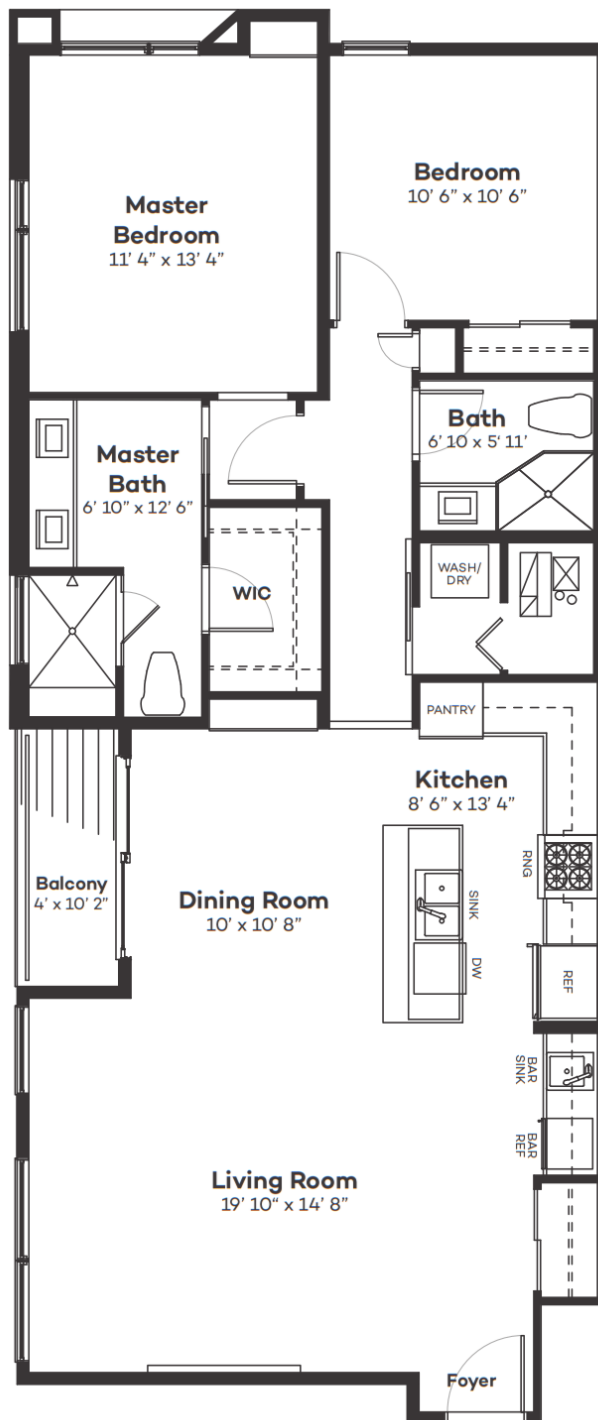 Bedroom
10’ 6” x 10’ 6”
Master
Bedroom
11’ 4” x 13’ 4”
Bath
6’ 10 x 5‘ 11’
Master
Bath
6’ 10” x 12’ 6”
WASH/
DRY
WIC
PANTRY
Kitchen
8’ 6” x 13’ 4”
RNG
Balcony
4’ x 10’ 2”
Dining Room
10’ x 10’ 8”
SINK
DW
REF
BAR
SINK
BAR
REF
Living Room
19’ 10“ x 14’ 8”
Foyer